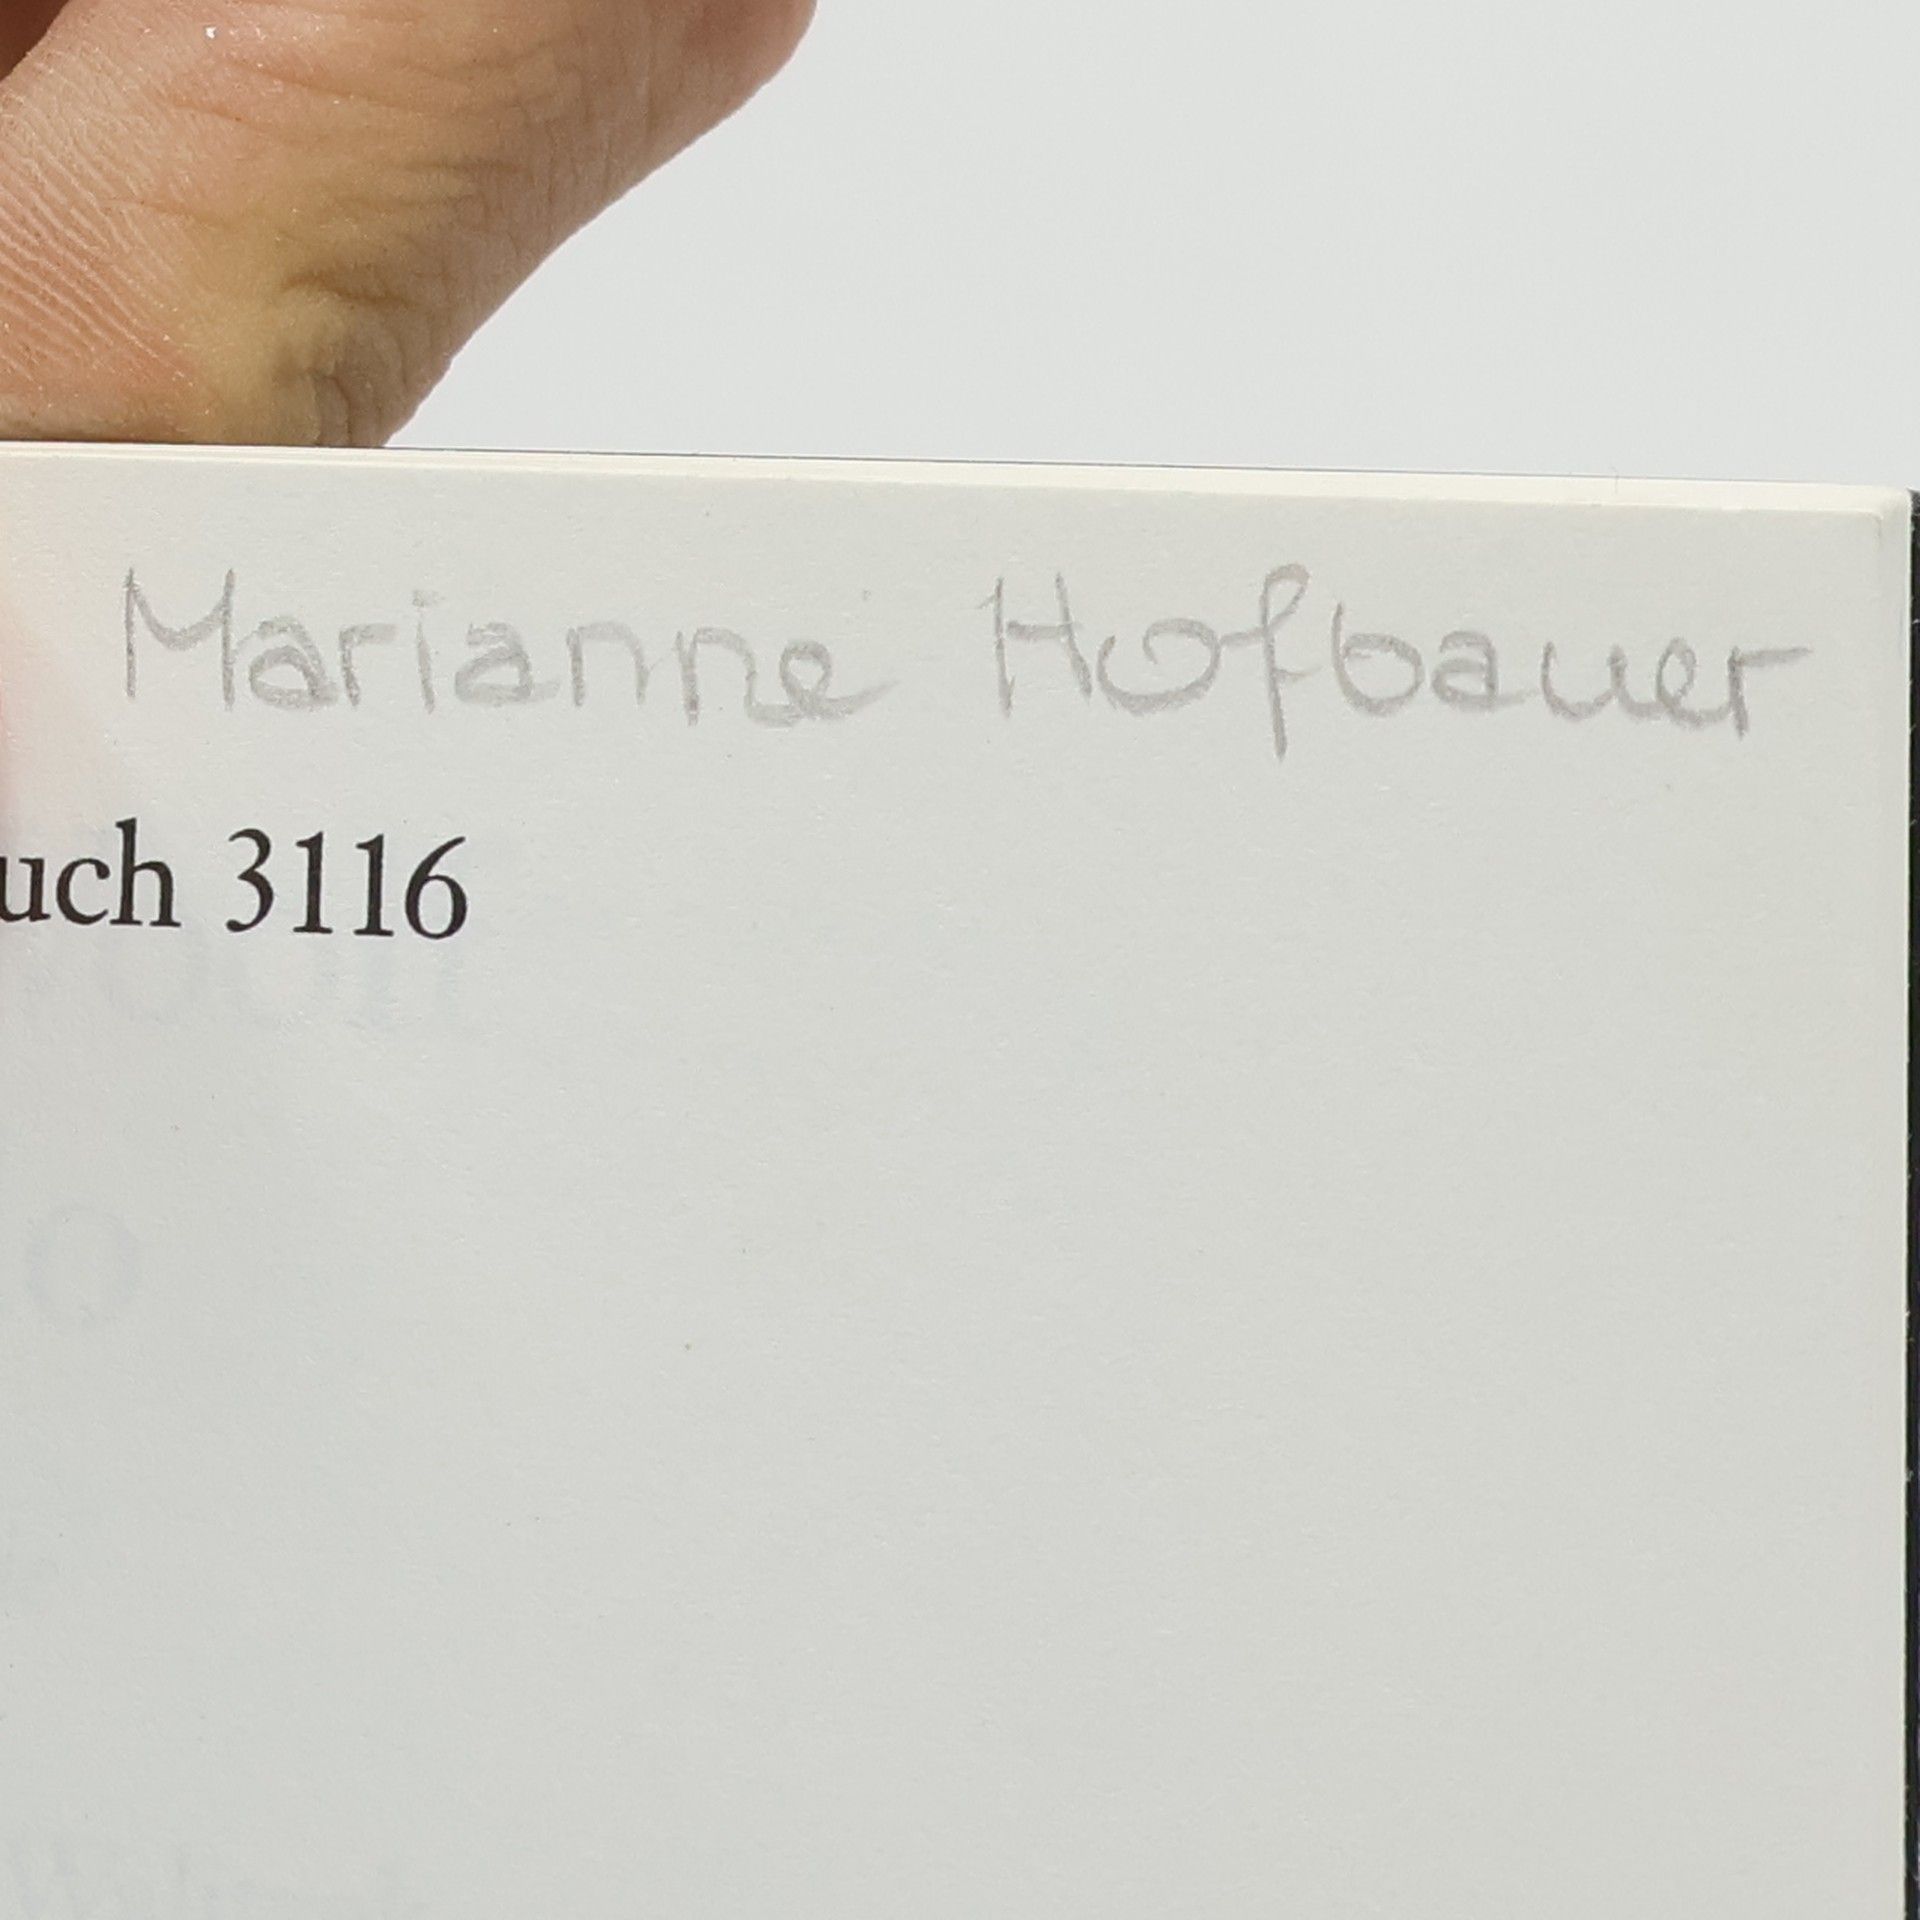 Marianne Hofbauer
uch 3116